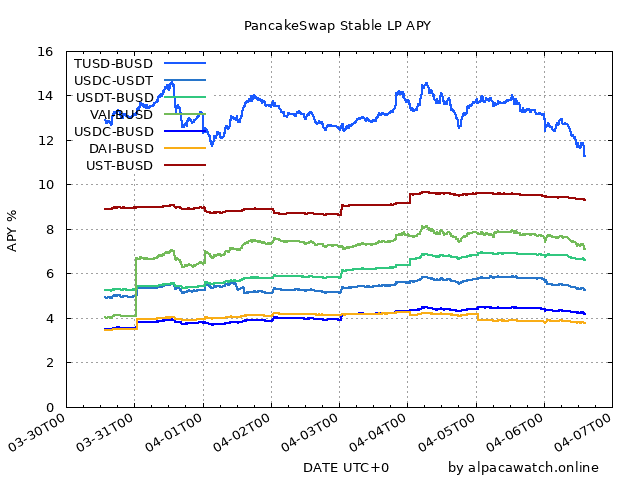 PancakeSwap Stable LP APY
16
14
12
10
8
6
4
2
0
APY %
TUSD-BUSD
USDC-USDT
USDT-BUSD
VAI-BUSD
USDC-BUSD
DAI-BUSD
UST-BUSD
03-30T00
03-31T00
04-01T00
04-02T00
04-03T00
04-04T00
04-05T00
04-06T00
04-07T00
DATE UTC+0
by alpacawatch.online